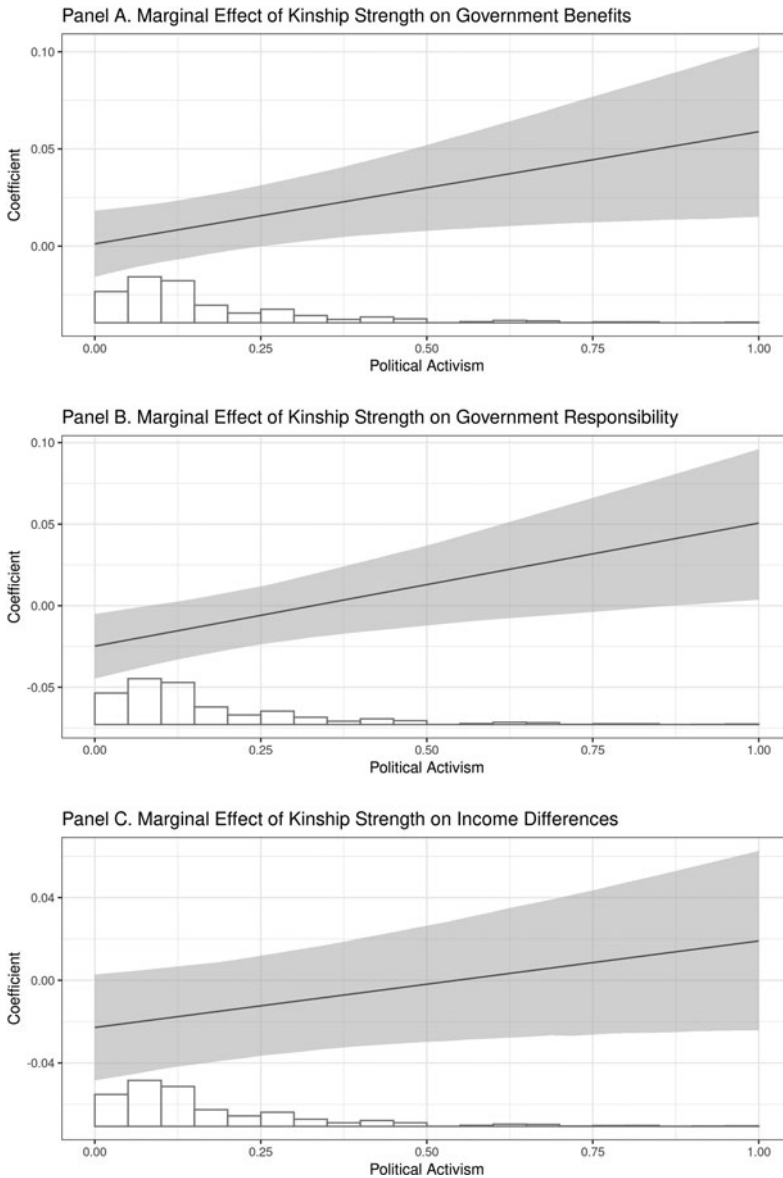 Panel A. Marginal Effect of Kinship Strength on Government Benefits
0.10
0.05
0.00
Coefficient
0.00 0.25 0.50 0.75 1.00
Political Activism
Panel B. Marginal Effect of Kinship Strength on Government Responsibility
0.10
0.05
0.00
-0.05
Coefficient
0.00 0.25 0.50 0.75 1.00
Political Activism
Panel C. Marginal Effect of Kinship Strength on Income Differences
0.04
0.00
-0.04
Coefficient
0.00 0.25 0.50 0.75 1.00
Political Activism